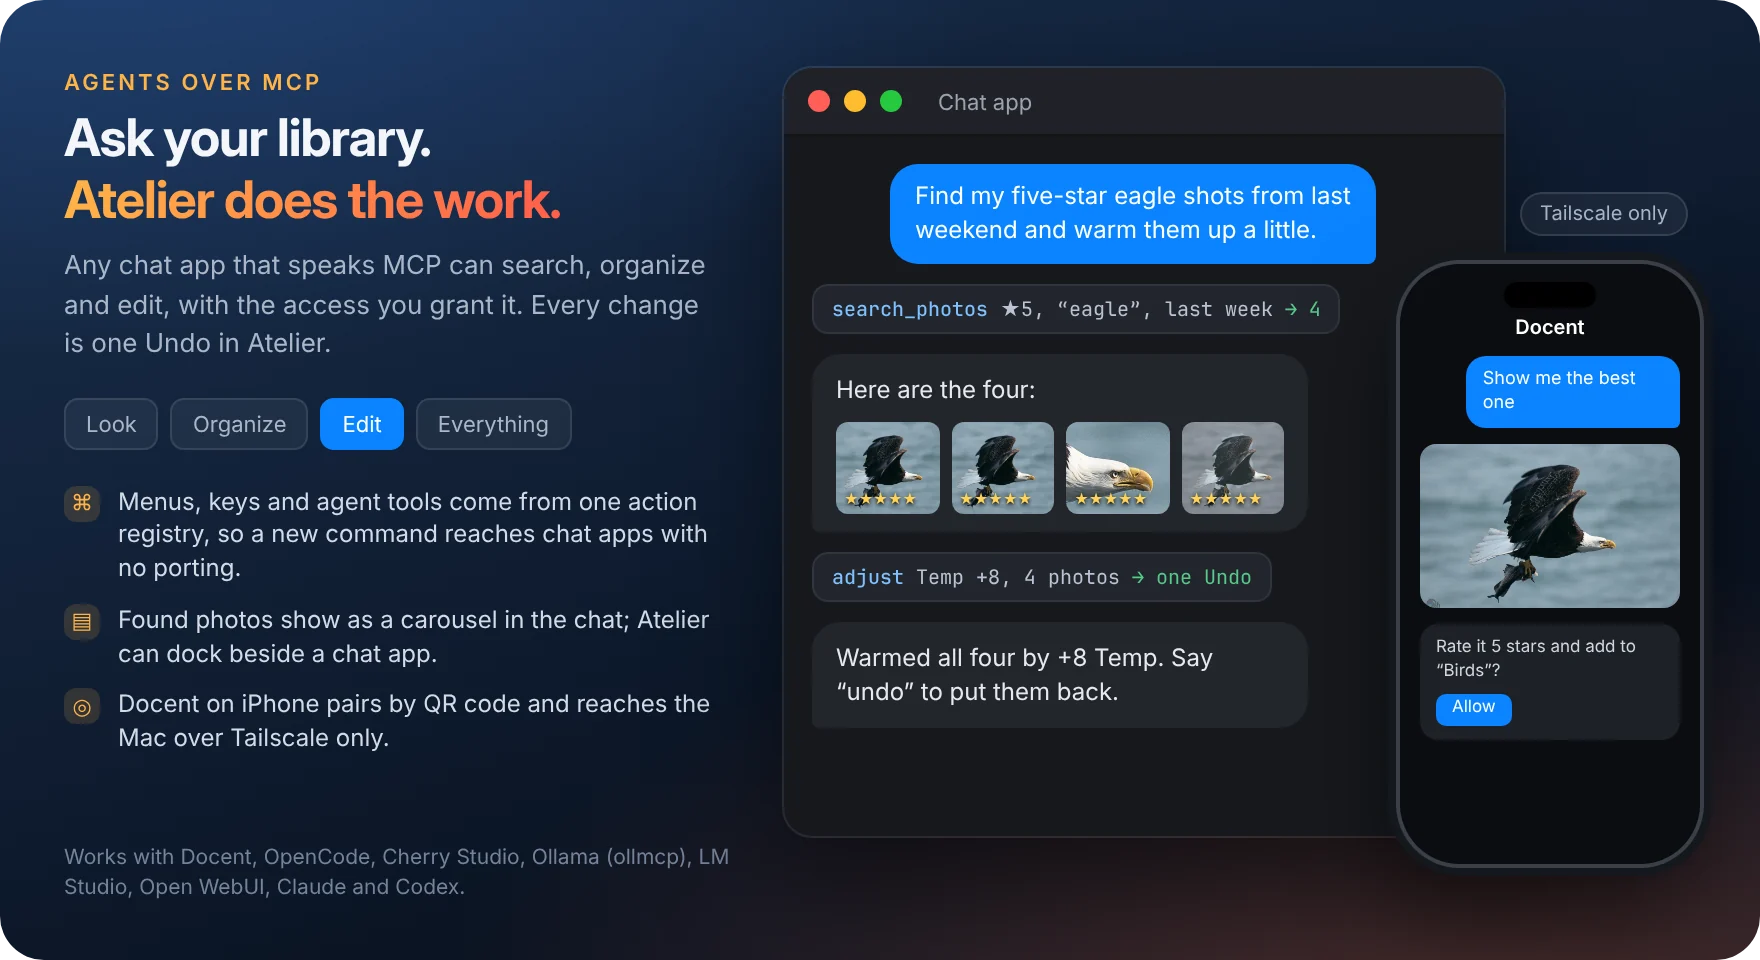 AGENTS OVER MCP
Ask your library.
Atelier does the work.
Any chat app that speaks MCP can search, organize
and edit, with the access you grant it. Every change
is one Undo in Atelier.
Look
Organize
Edit
Everything
⌘ Menus, keys and agent tools come from one action
registry, so a new command reaches chat apps with
no porting.
▤ Found photos show as a carousel in the chat; Atelier
can dock beside a chat app.
◎ Docent on iPhone pairs by QR code and reaches the
Mac over Tailscale only.
Works with Docent, OpenCode, Cherry Studio, Ollama (ollmcp), LM
Studio, Open WebUI, Claude and Codex.
Chat app
Find my five-star eagle shots from last
weekend and warm them up a little.
search_photos ★5, “eagle”, last week → 4
Here are the four:
★★★★★
★★★★★
★★★★★
★★★★★
adjust Temp +8, 4 photos → one Undo
Warmed all four by +8 Temp. Say
“undo” to put them back.
Tailscale only
Docent
Show me the best
one
Rate it 5 stars and add to
“Birds”?
Allow